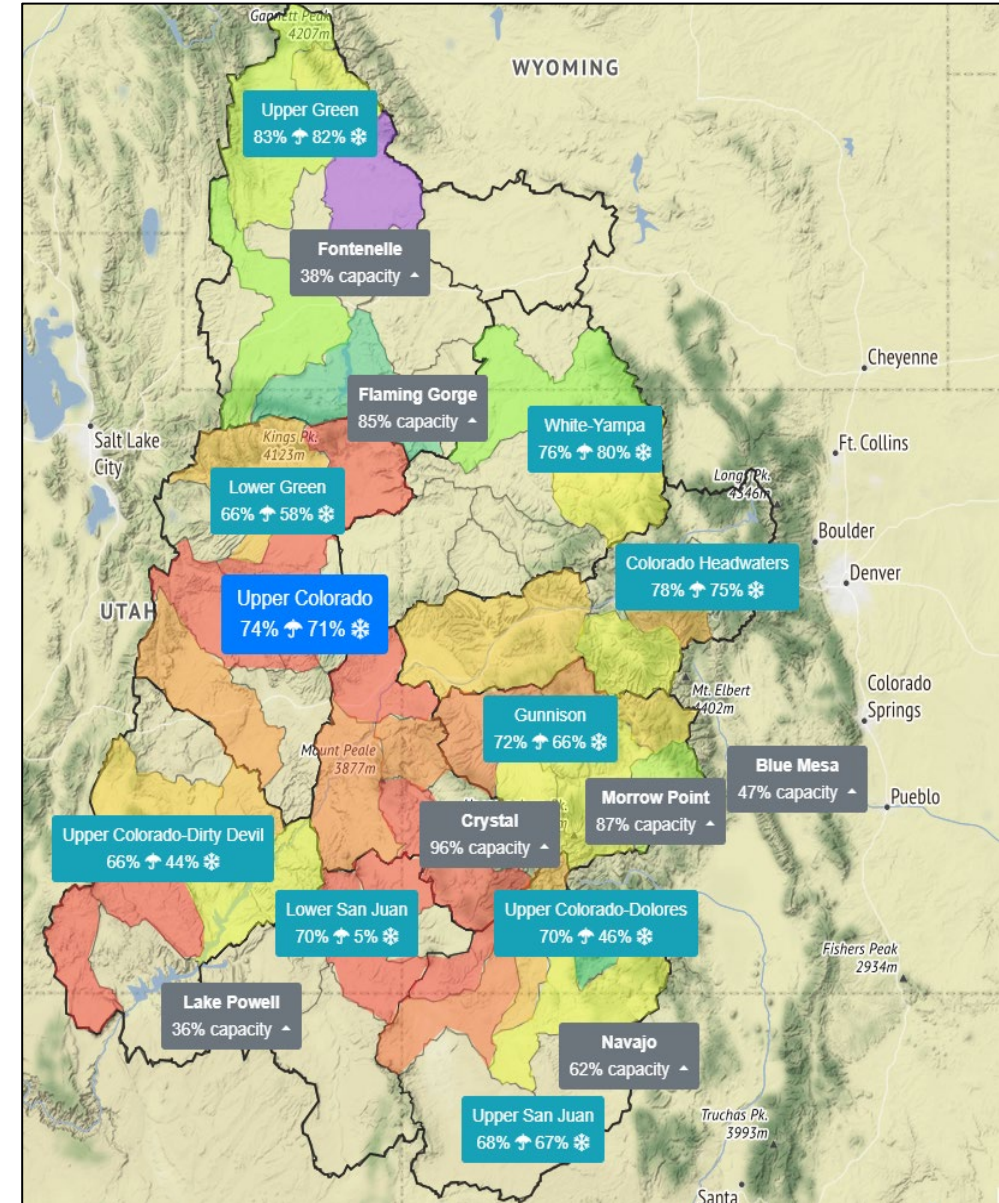 Gannett Peak
4207m
WYOMING
Upper Green
83% 82%
Fontenelle
38% capacity
Cheyenne
Flaming Gorge
85% capacity
Salt Lake
City
Kings Pk.
4123m
White-Yampa
76% 80%
Ft. Collins
Longs Pk.
4346m
Lower Green
66% 58%
Boulder
Colorado Headwaters
78% 75%
Denver
UTAH
Upper Colorado
74% 71%
Mt. Elbert
4402m
Colorado
Springs
Gunnison
72% 66%
Mount Peale
3877m
Blue Mesa
47% capacity
Morrow Point
87% capacity
Pueblo
Crystal
96% capacity
Upper Colorado-Dirty Devil
66% 44%
Lower San Juan
70% 5%
Upper Colorado-Dolores
70% 46%
Fishers Peak
2934m
Lake Powell
36% capacity
Navajo
62% capacity
Upper San Juan
68% 67%
Truchas Pk.
3993m
Santa